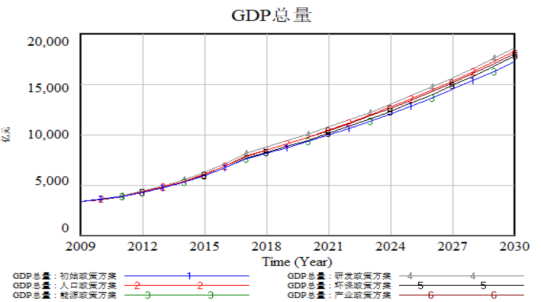 GDP总量
20,000
15,000
10,000
5,000
0
亿元
2009 2012 2015 2018 2021 2024 2027 2030
Time (Year)
GDP总量：初始政策方案 1 GDP总量：研发政策方案 4 4
GDP总量：人口政策方案 2 2 GDP总量：环保政策方案 5 5
GDP总量：能源政策方案 3 3 GDP总量：产业政策方案 6 6